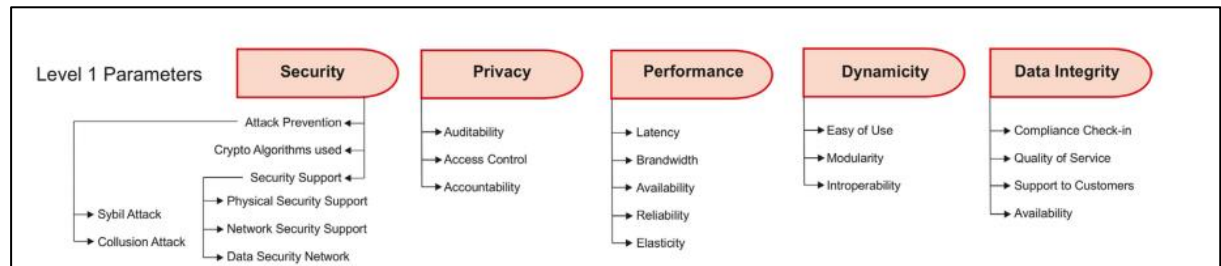 Level 1 Parameters
Security
Attack Prevention
Crypto Algorithms used
Security Support
Physical Security Support
Network Security Support
Data Security Network
Sybil Attack
Collusion Attack
Privacy
Auditability
Access Control
Accountability
Performance
Latency
Brandwidth
Availability
Reliability
Elasticity
Dynamicity
Easy of Use
Modularity
Introperability
Data Integrity
Compliance Check-in
Quality of Service
Support to Customers
Availability